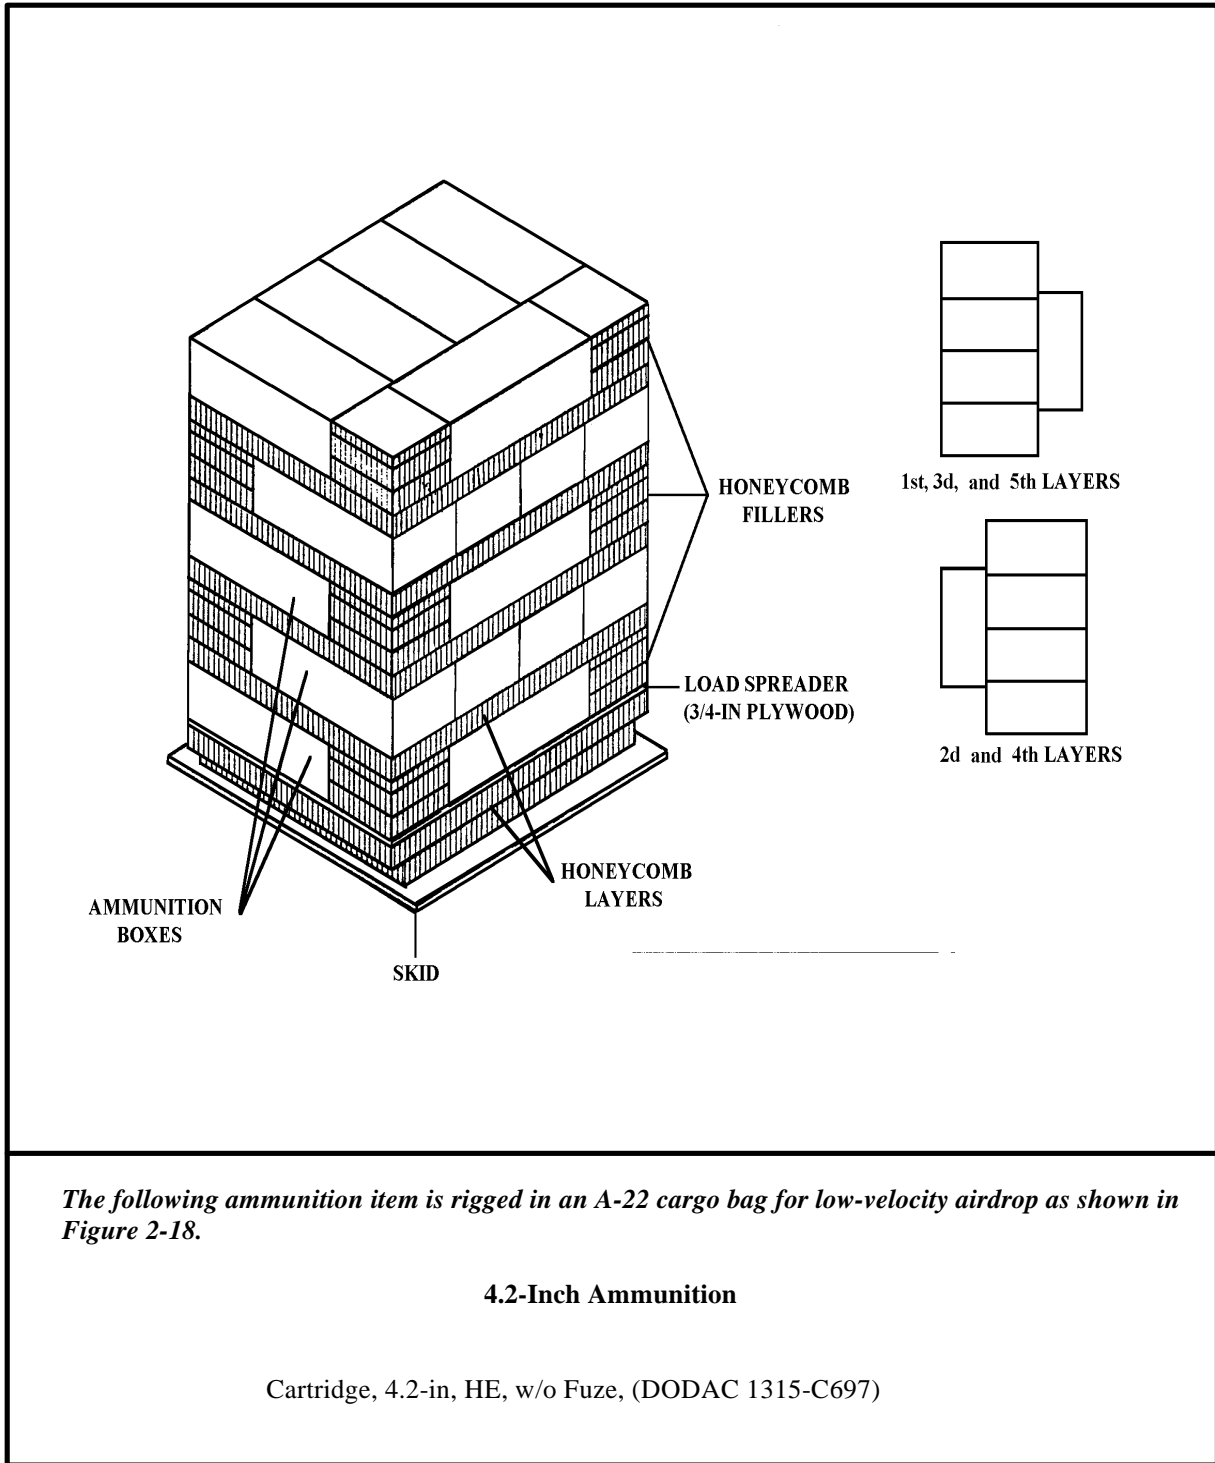 HONEYCOMB
FILLERS
1st, 3d, and 5th LAYERS
LOAD SPREADER
(3/4-IN PLYWOOD)
2d and 4th LAYERS
HONEYCOMB
LAYERS
AMMUNITION
BOXES
SKID
The following ammunition item is rigged in an A-22 cargo bag for low-velocity airdrop as shown in
Figure 2-18.
4.2-Inch Ammunition
Cartridge, 4.2-in, HE, w/o Fuze, (DODAC 1315-C697)